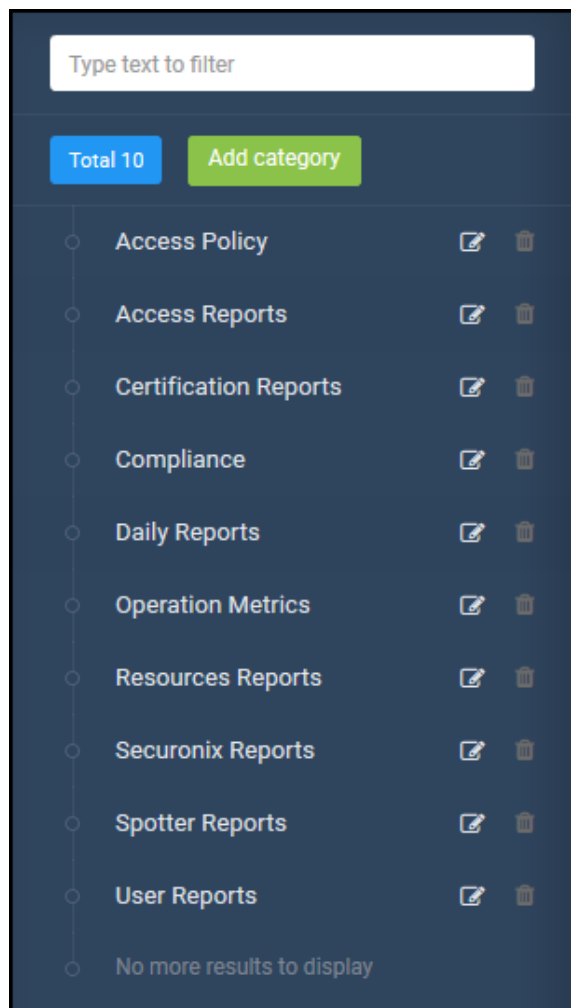 Type text to filter
Total 10
Add category
Access Policy
Access Reports
Certification Reports
Compliance
Daily Reports
Operation Metrics
Resources Reports
Securonix Reports
Spotter Reports
User Reports
No more results to display